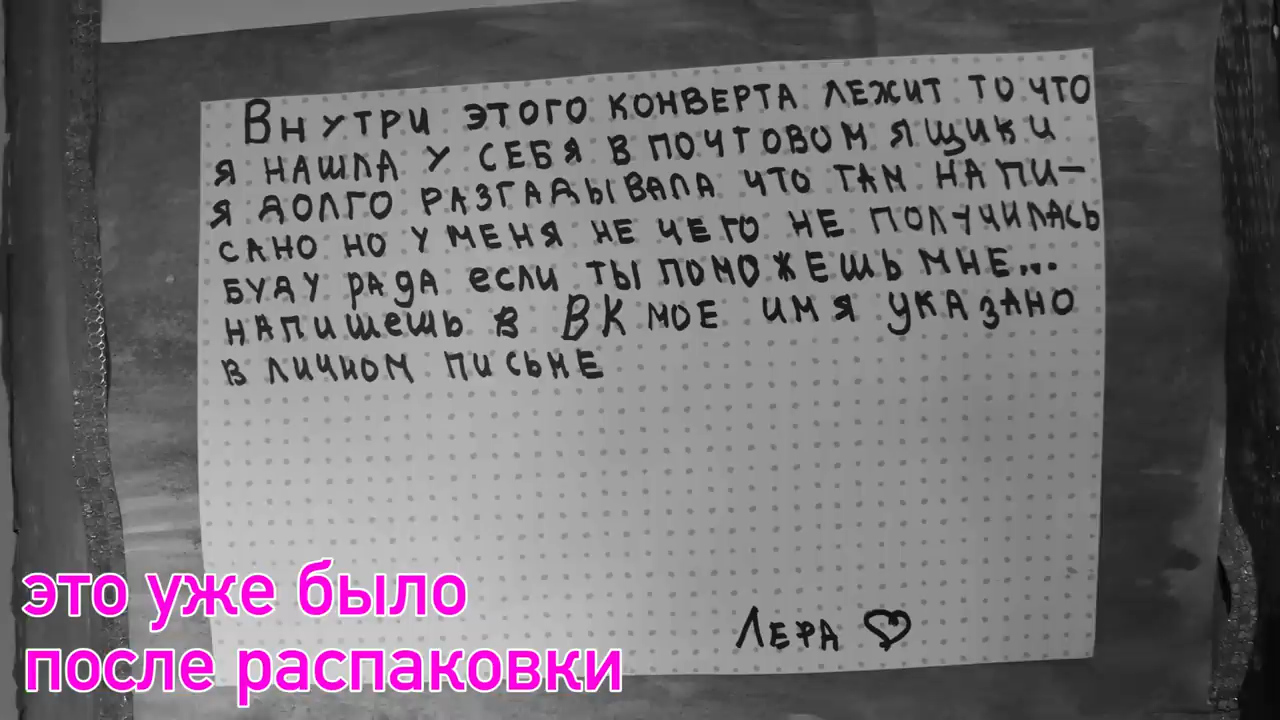 Внутри этого конверта лежит то что
я нашла у себя в почтовом ящики
я долго разгадывала что там напи-
сано но у меня не чего не получилась
буду рада если ты поможешь мне...
напишешь в ВК мое имя указано
в личном письме
Лера ♡
это уже было
после распаковки